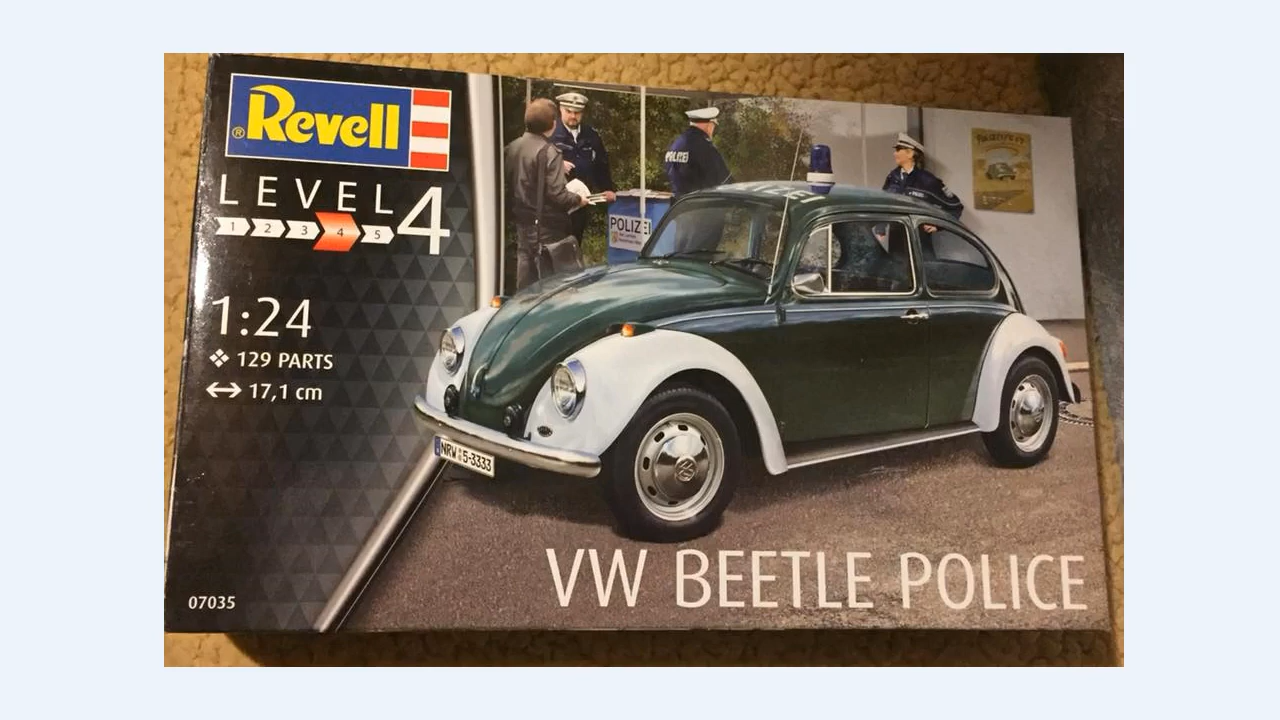 ® Revell
LEVEL 4
1 2 3 4 5
1:24
129 PARTS
17,1 cm
07035
POLIZEI
POLIZEI
NRW 5-3333
VW BEETLE POLICE